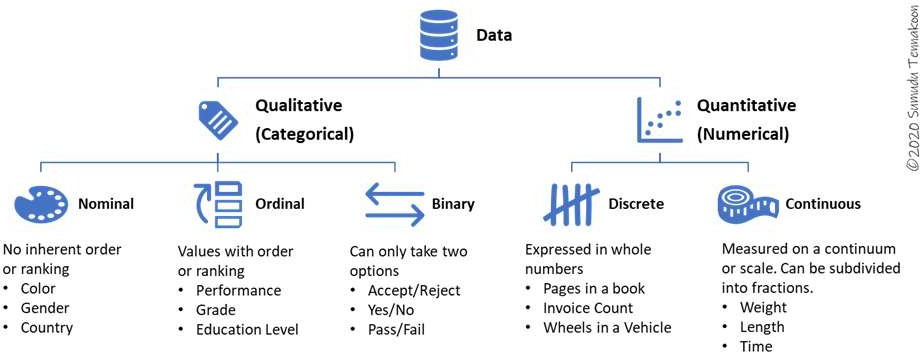 Data
Qualitative
(Categorical)
Quantitative
(Numerical)
Nominal
No inherent order
or ranking
• Color
• Gender
• Country
Ordinal
Values with order
or ranking
• Performance
• Grade
• Education Level
Binary
Can only take two
options
• Accept/Reject
• Yes/No
• Pass/Fail
Discrete
Expressed in whole
numbers
• Pages in a book
• Invoice Count
• Wheels in a Vehicle
Continuous
Measured on a continuum
or scale. Can be subdivided
into fractions.
• Weight
• Length
• Time
©2020 Sumudu Tennakoon